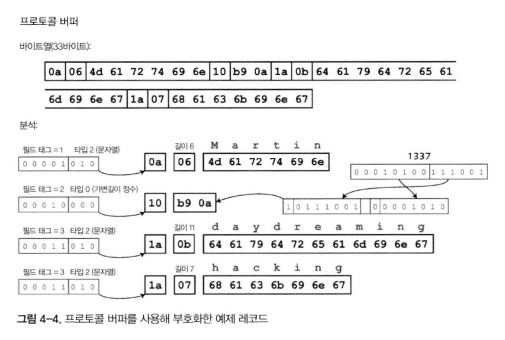 프로토콜 버퍼
바이트열(33바이트):
0a 06 4d 61 72 74 69 6e 10 b9 0a 1a 0b 64 61 79 64 72 65 61
6d 69 6e 67 1a 07 68 61 63 6b 69 6e 67
분석:
필드 태그 = 1 타입 2 (문자열) 길이 6 M a r t i n
0 0 0 0 1 0 1 0 0a 06 4d 61 72 74 69 6e
1337
0 0 0 1 0 1 0 0 1 1 1 0 0 1
필드 태그 = 2 타입 0 (가변길이 정수)
0 0 0 1 0 0 0 0 10 b9 0a 1 0 1 1 1 0 0 1 0 0 0 0 1 0 1 0
필드 태그 = 3 타입 2 (문자열) 길이 11 d a y d r e a m i n g
0 0 0 1 1 0 1 0 1a 0b 64 61 79 64 72 65 61 6d 69 6e 67
필드 태그 = 3 타입 2 (문자열) 길이 7 h a c k i n g
0 0 0 1 1 0 1 0 1a 07 68 61 63 6b 69 6e 67
그림 4-4. 프로토콜 버퍼를 사용해 부호화한 예제 레코드